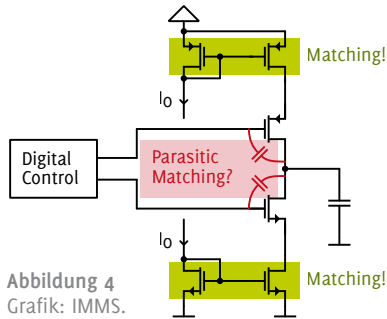 Matching!
I0
Digital
Control
Parasitic
Matching?
I0
Matching!
Abbildung 4
Grafik: IMMS.